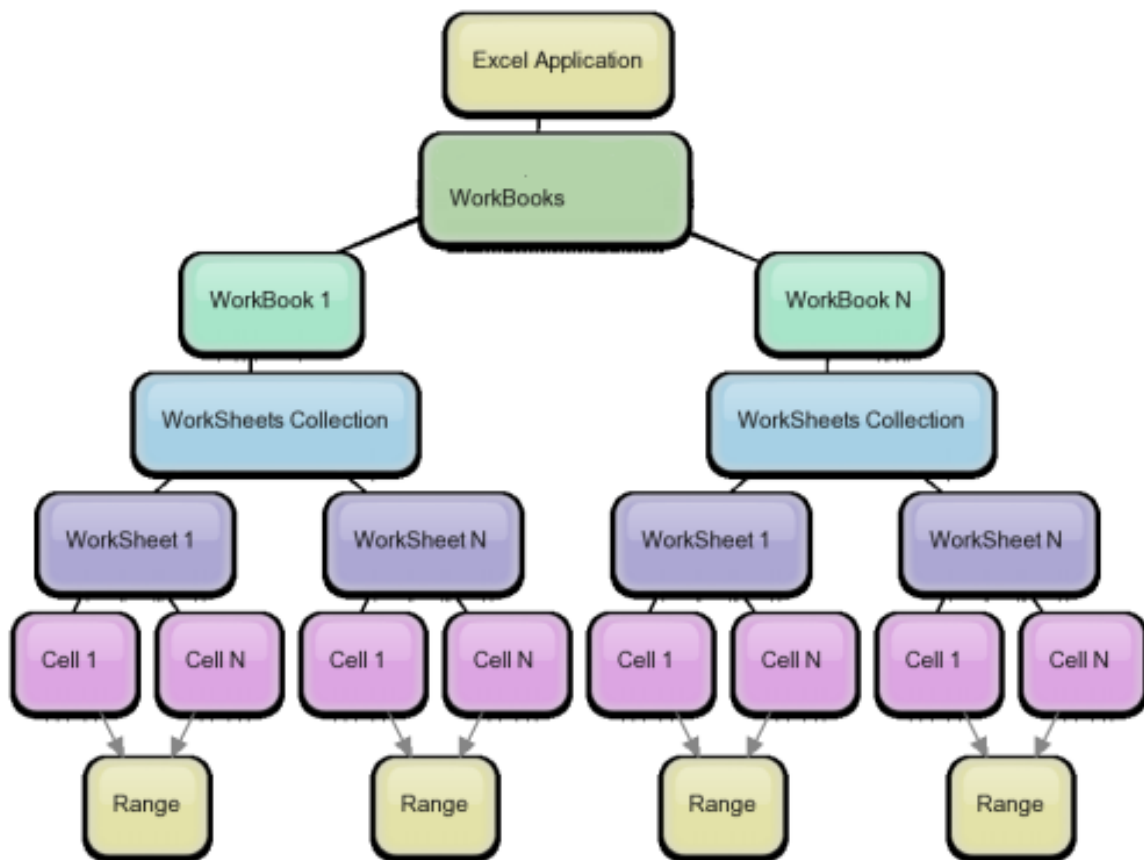 Excel Application
WorkBooks
WorkBook 1
WorkBook N
WorkSheets Collection
WorkSheets Collection
WorkSheet 1
WorkSheet N
WorkSheet 1
WorkSheet N
Cell 1
Cell N
Cell 1
Cell N
Cell 1
Cell N
Cell 1
Cell N
Range
Range
Range
Range